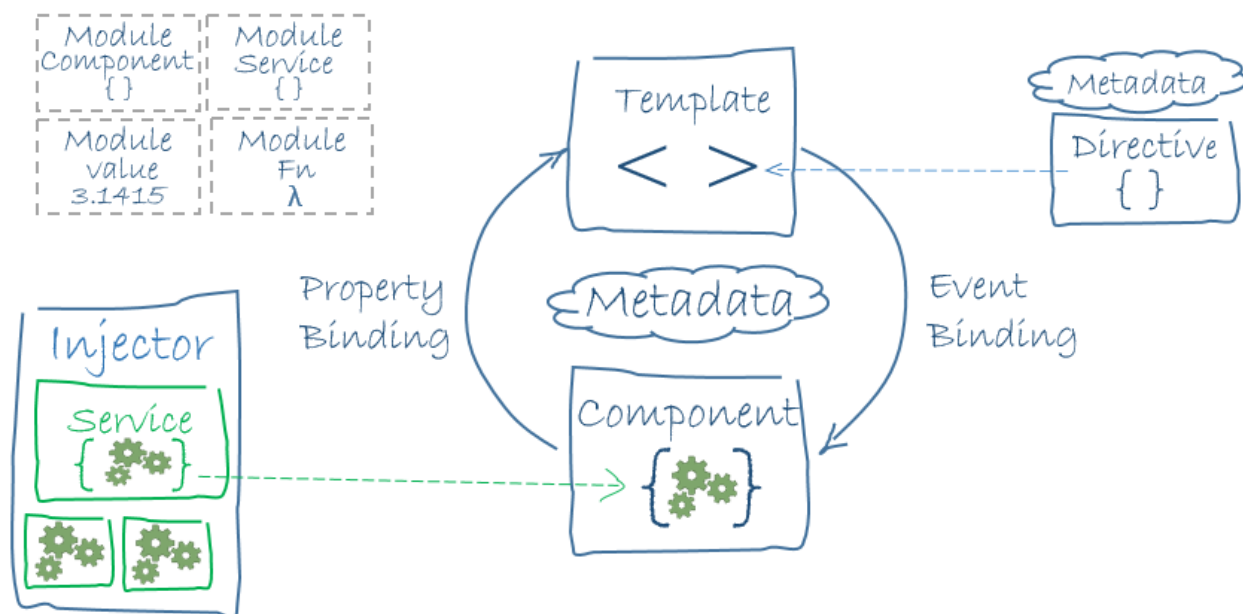 Module
Component
{ }
Module
Service
{ }
Module
value
3.1415
Module
Fn
λ
Template
< >
Metadata
Directive
{ }
Property
Binding
Metadata
Event
Binding
Injector
Service
{ }
Component
{ }